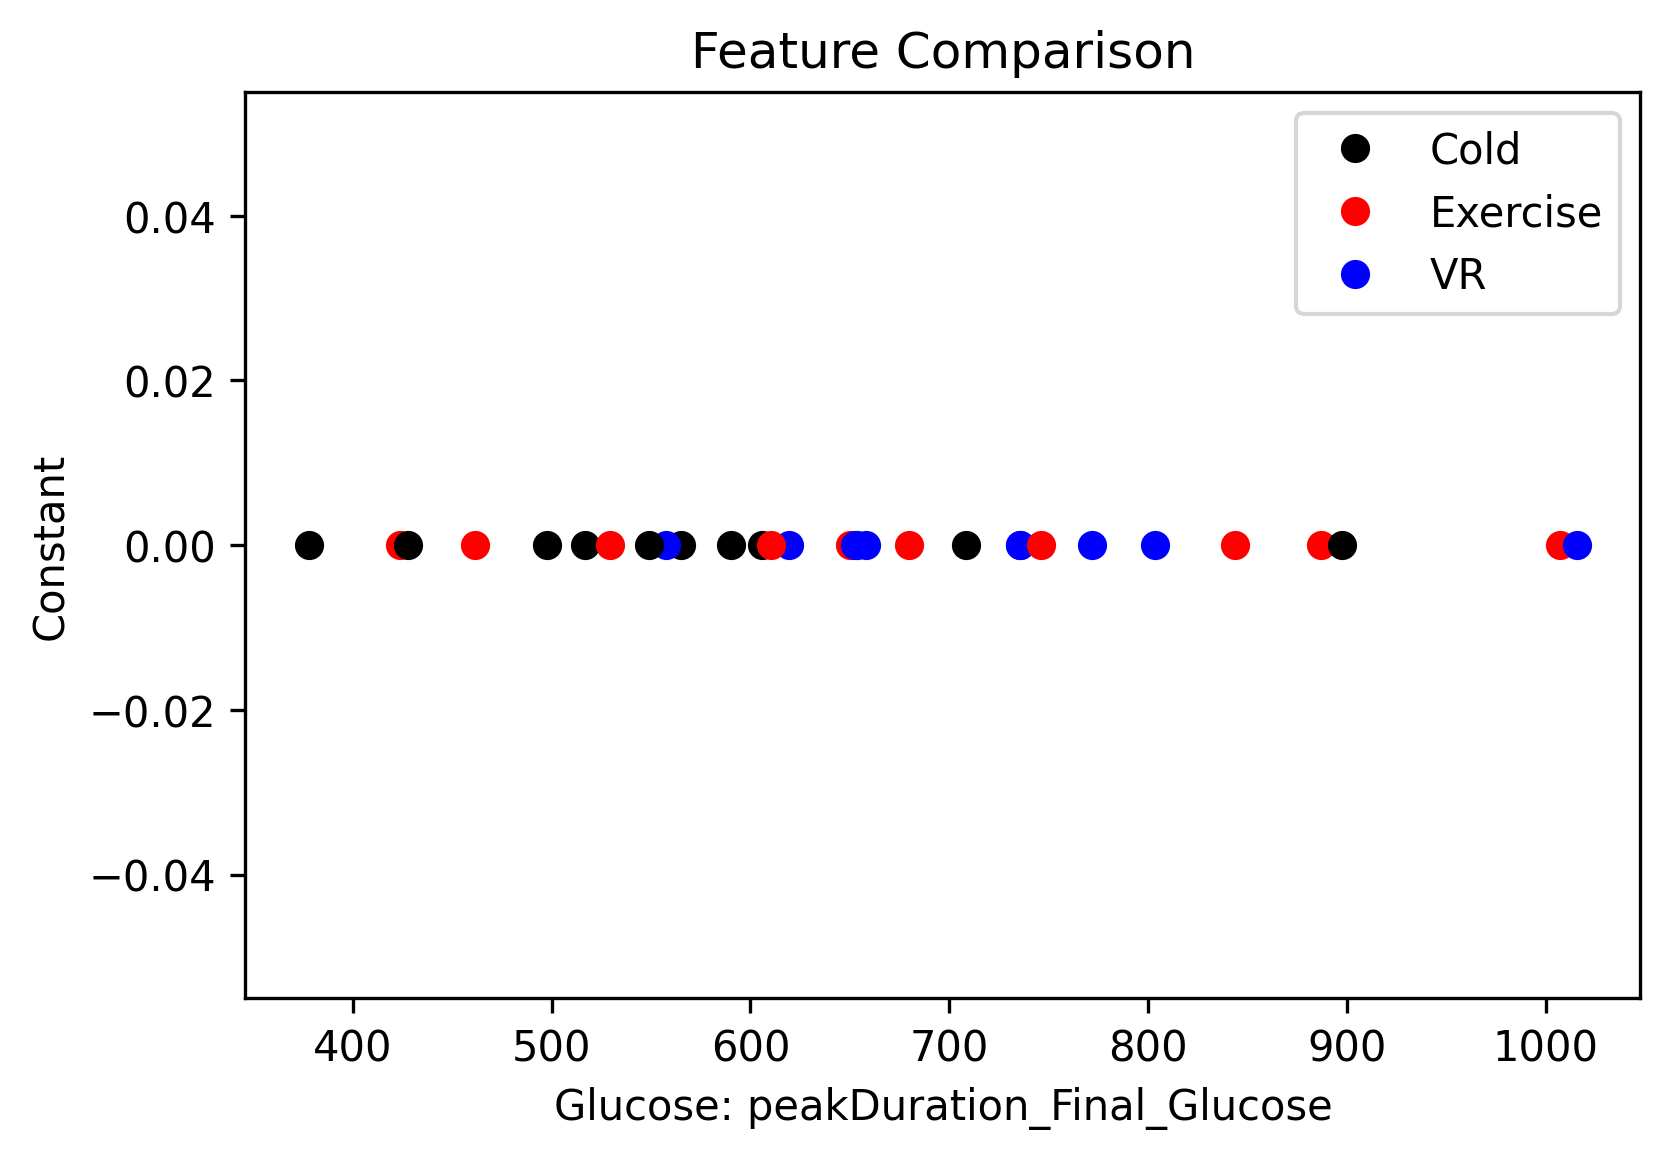 Feature Comparison
Cold
Exercise
VR
0.04
0.02
0.00
−0.02
−0.04
Constant
400 500 600 700 800 900 1000
Glucose: peakDuration_Final_Glucose